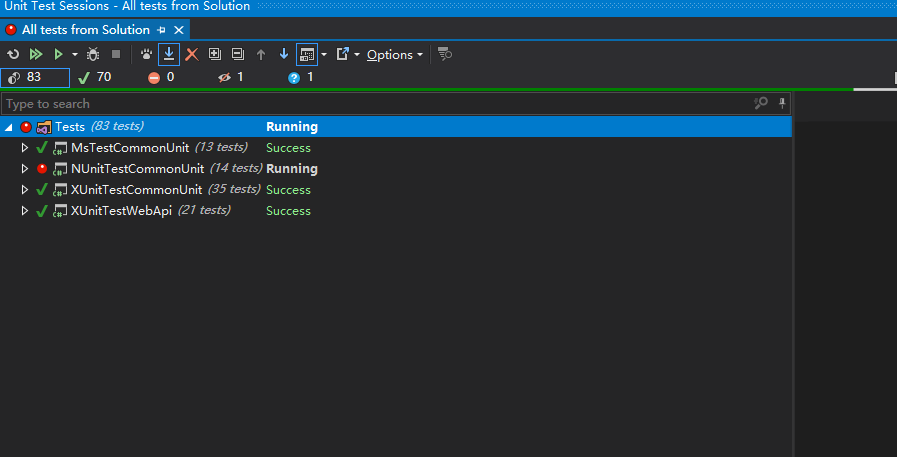 Unit Test Sessions - All tests from Solution
All tests from Solution
Options
83 70 0 1 ? 1
Type to search
Tests (83 tests) Running
MsTestCommonUnit (13 tests) Success
NUnitTestCommonUnit (14 tests) Running
XUnitTestCommonUnit (35 tests) Success
XUnitTestWebApi (21 tests) Success